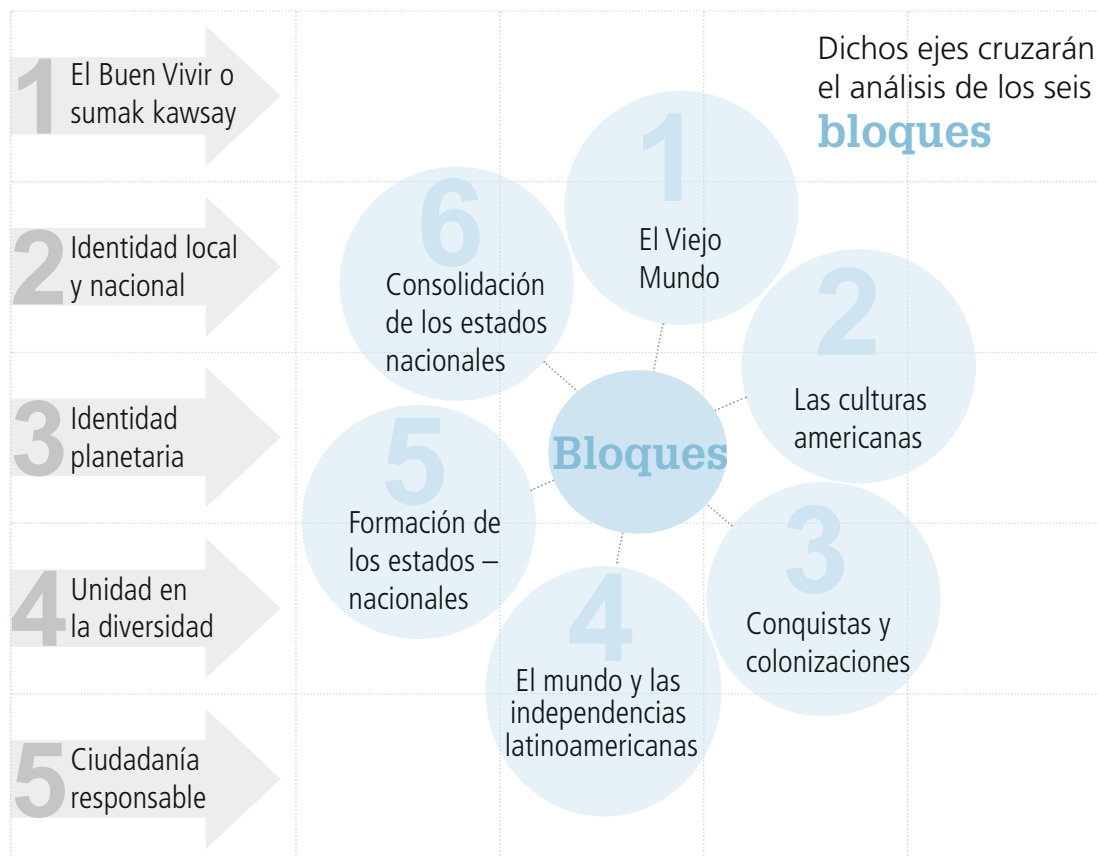 1
El Buen Vivir o
sumak kawsay
2
Identidad local
y nacional
3
Identidad
planetaria
4
Unidad en
la diversidad
5
Ciudadanía
responsable
Dichos ejes cruzarán
el análisis de los seis
bloques
Bloques
1
El Viejo
Mundo
2
Las culturas
americanas
3
Conquistas y
colonizaciones
4
El mundo y las
independencias
latinoamericanas
5
Formación de
los estados –
nacionales
6
Consolidación
de los estados
nacionales